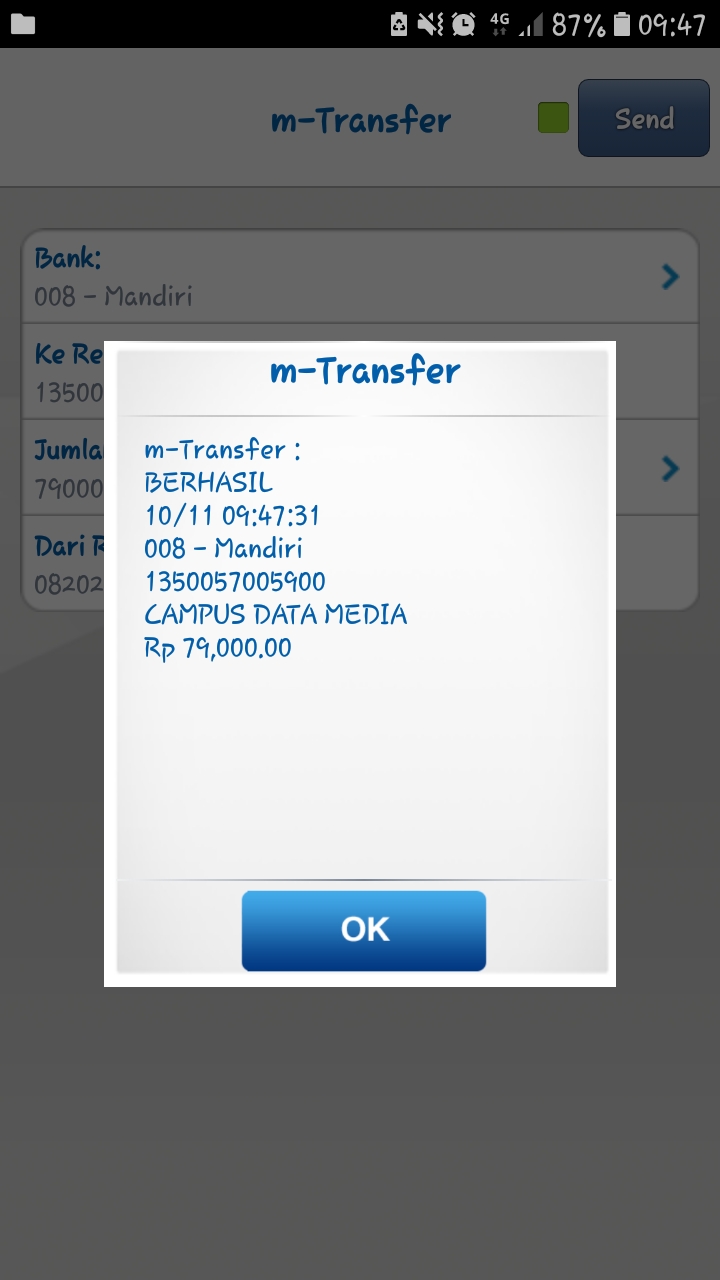 4G 87% 09:47
m-Transfer
Send
Bank:
008 - Mandiri
Ke Re
13500
Jumla
79000
Dari R
08202
m-Transfer
m-Transfer :
BERHASIL
10/11 09:47:31
008 - Mandiri
1350057005900
CAMPUS DATA MEDIA
Rp 79,000.00
OK